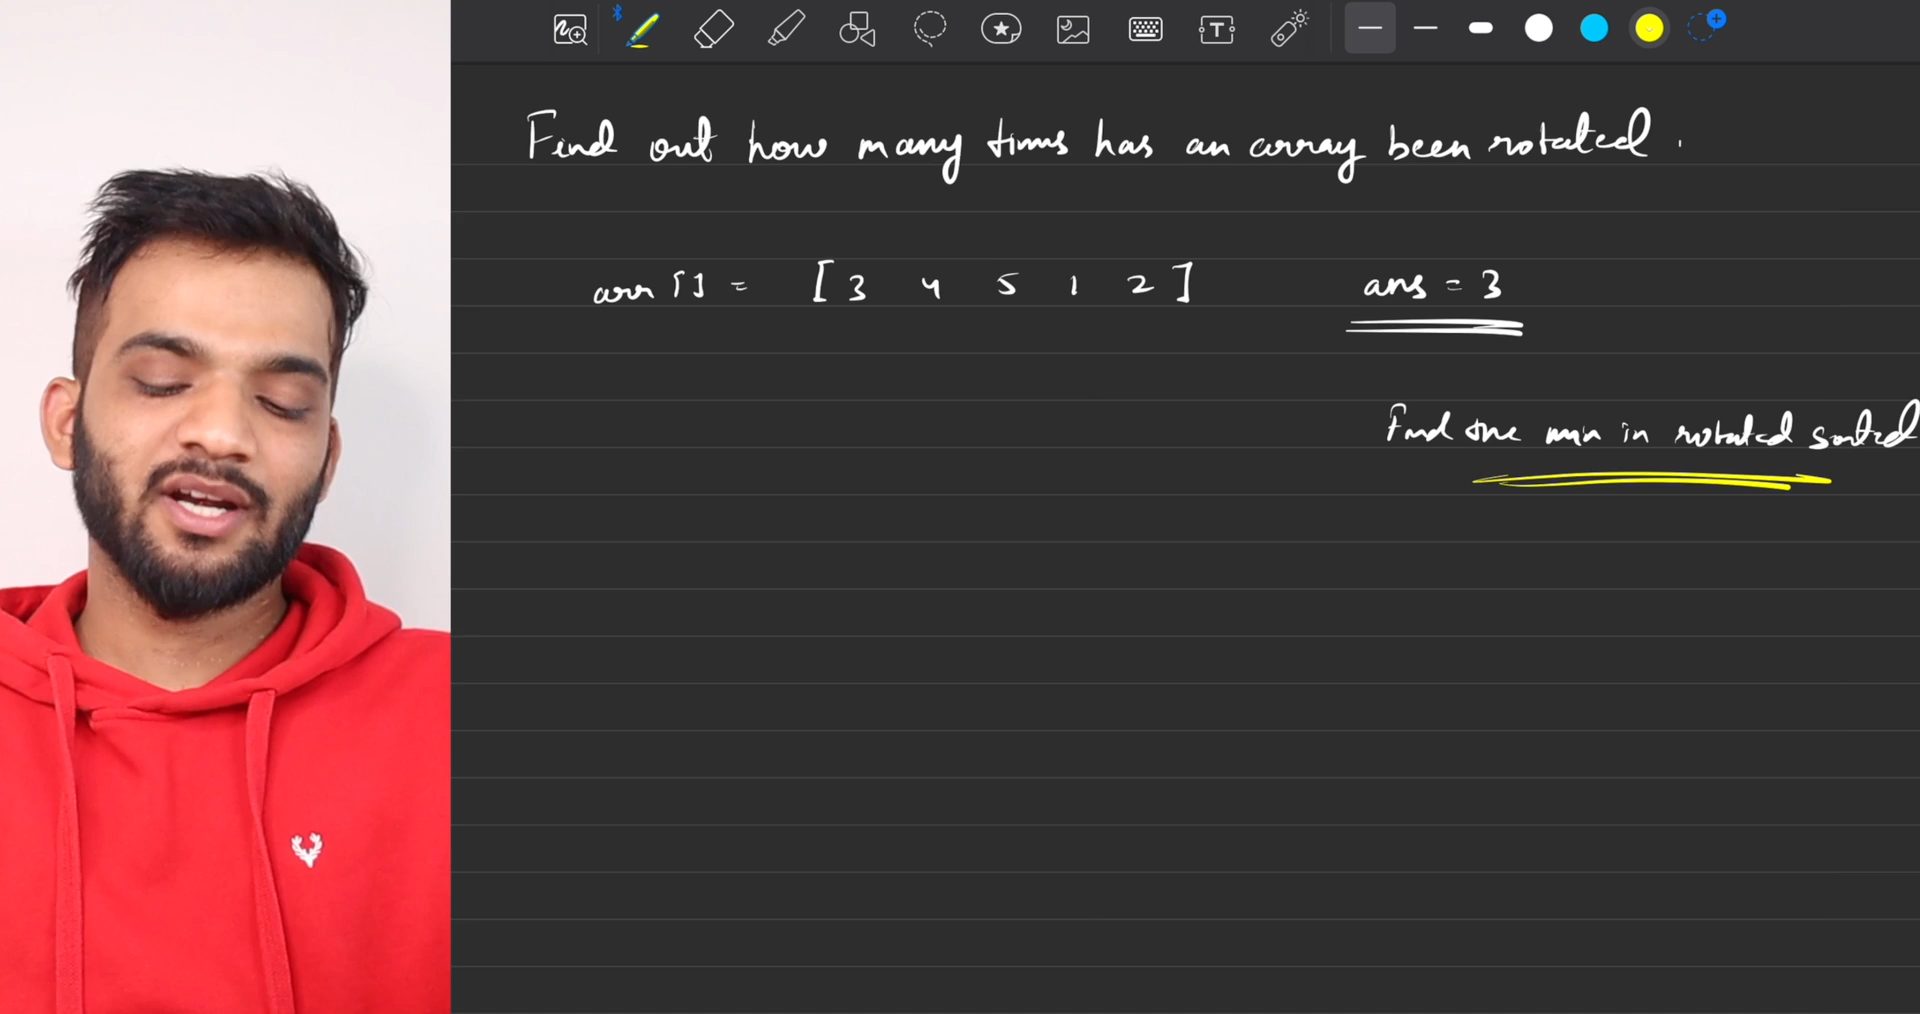 Find out how many times has an array been rotated.
arr [] = [ 3 4 5 1 2 ] ans = 3
Find the min in rotated sorted